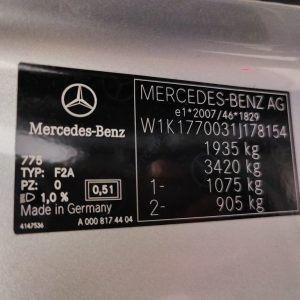 MERCEDES-BENZ AG
e1*2007/46*1829
W1K1770031J178154
1935 kg
3420 kg
1- 1075 kg
2- 905 kg
Mercedes-Benz
775
TYP: F2A
PZ: 0
1,0 % 0,51
Made in Germany
4147536 A 000 817 44 04